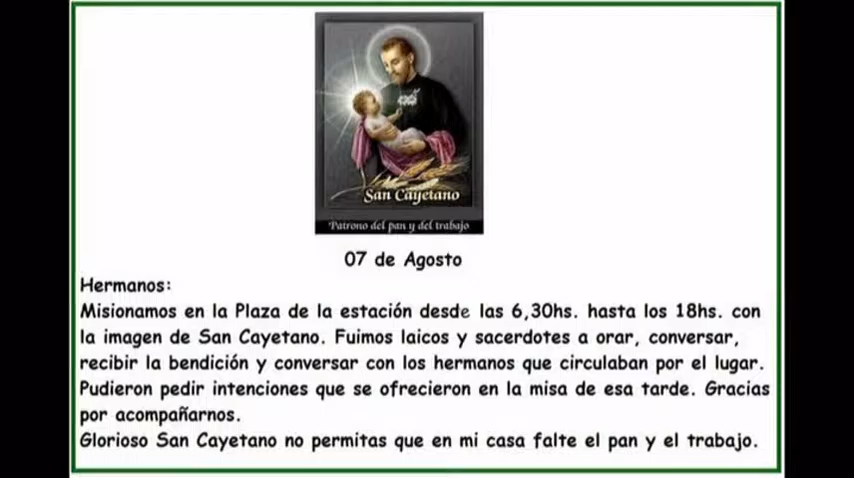 San Cayetano
Patrono del pan y del trabajo
07 de Agosto
Hermanos:
Misionamos en la Plaza de la estación desde las 6,30hs. hasta los 18hs. con
la imagen de San Cayetano. Fuimos laicos y sacerdotes a orar, conversar,
recibir la bendición y conversar con los hermanos que circulaban por el lugar.
Pudieron pedir intenciones que se ofrecieron en la misa de esa tarde. Gracias
por acompañarnos.
Glorioso San Cayetano no permitas que en mi casa falte el pan y el trabajo.